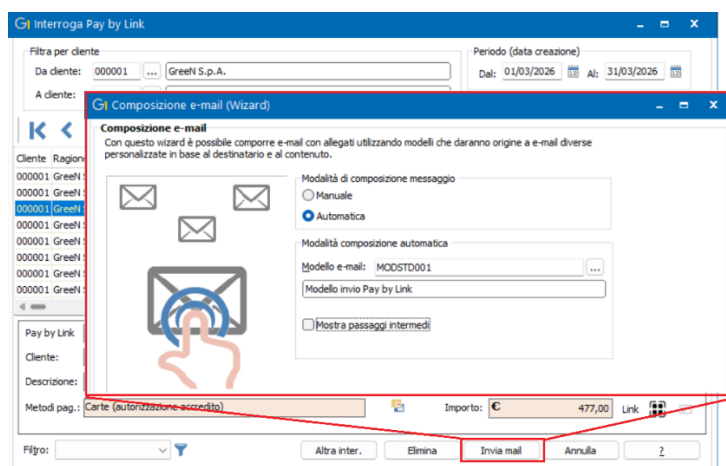 GI Interroga Pay by Link
Filtra per cliente
Periodo (data creazione)
Da cliente: 000001 ... GreeN S.p.A.
Dal: 01/03/2026 Al: 31/03/2026
A cliente:
GI Composizione e-mail (Wizard)
Composizione e-mail
Con questo wizard è possibile comporre e-mail con allegati utilizzando modelli che daranno origine a e-mail diverse
personalizzate in base al destinatario e al contenuto.
Cliente Ragion
000001 GreeN
000001 GreeN
000001 GreeN
000001 GreeN
000001 GreeN
000001 GreeN
000001 GreeN
000001 GreeN
Modalità di composizione messaggio
Manuale
Automatica
Modalità composizione automatica
Modello e-mail: MODSTD001 ...
Modello invio Pay by Link
Mostra passaggi intermedi
Pay by Link
Cliente:
Descrizione:
Metodi pag.: Carte (autorizzazione accredito) Importo: € 477,00 Link
Filtro: Altra inter. Elimina Invia mail Annulla ?